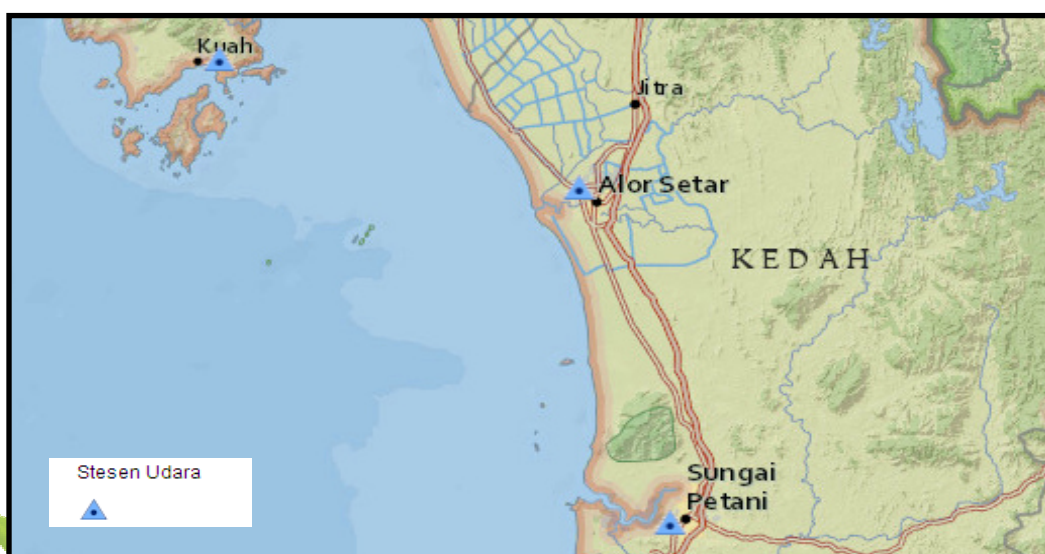 Kuah
Jitra
Alor Setar
KEDAH
Sungai
Petani
Stesen Udara